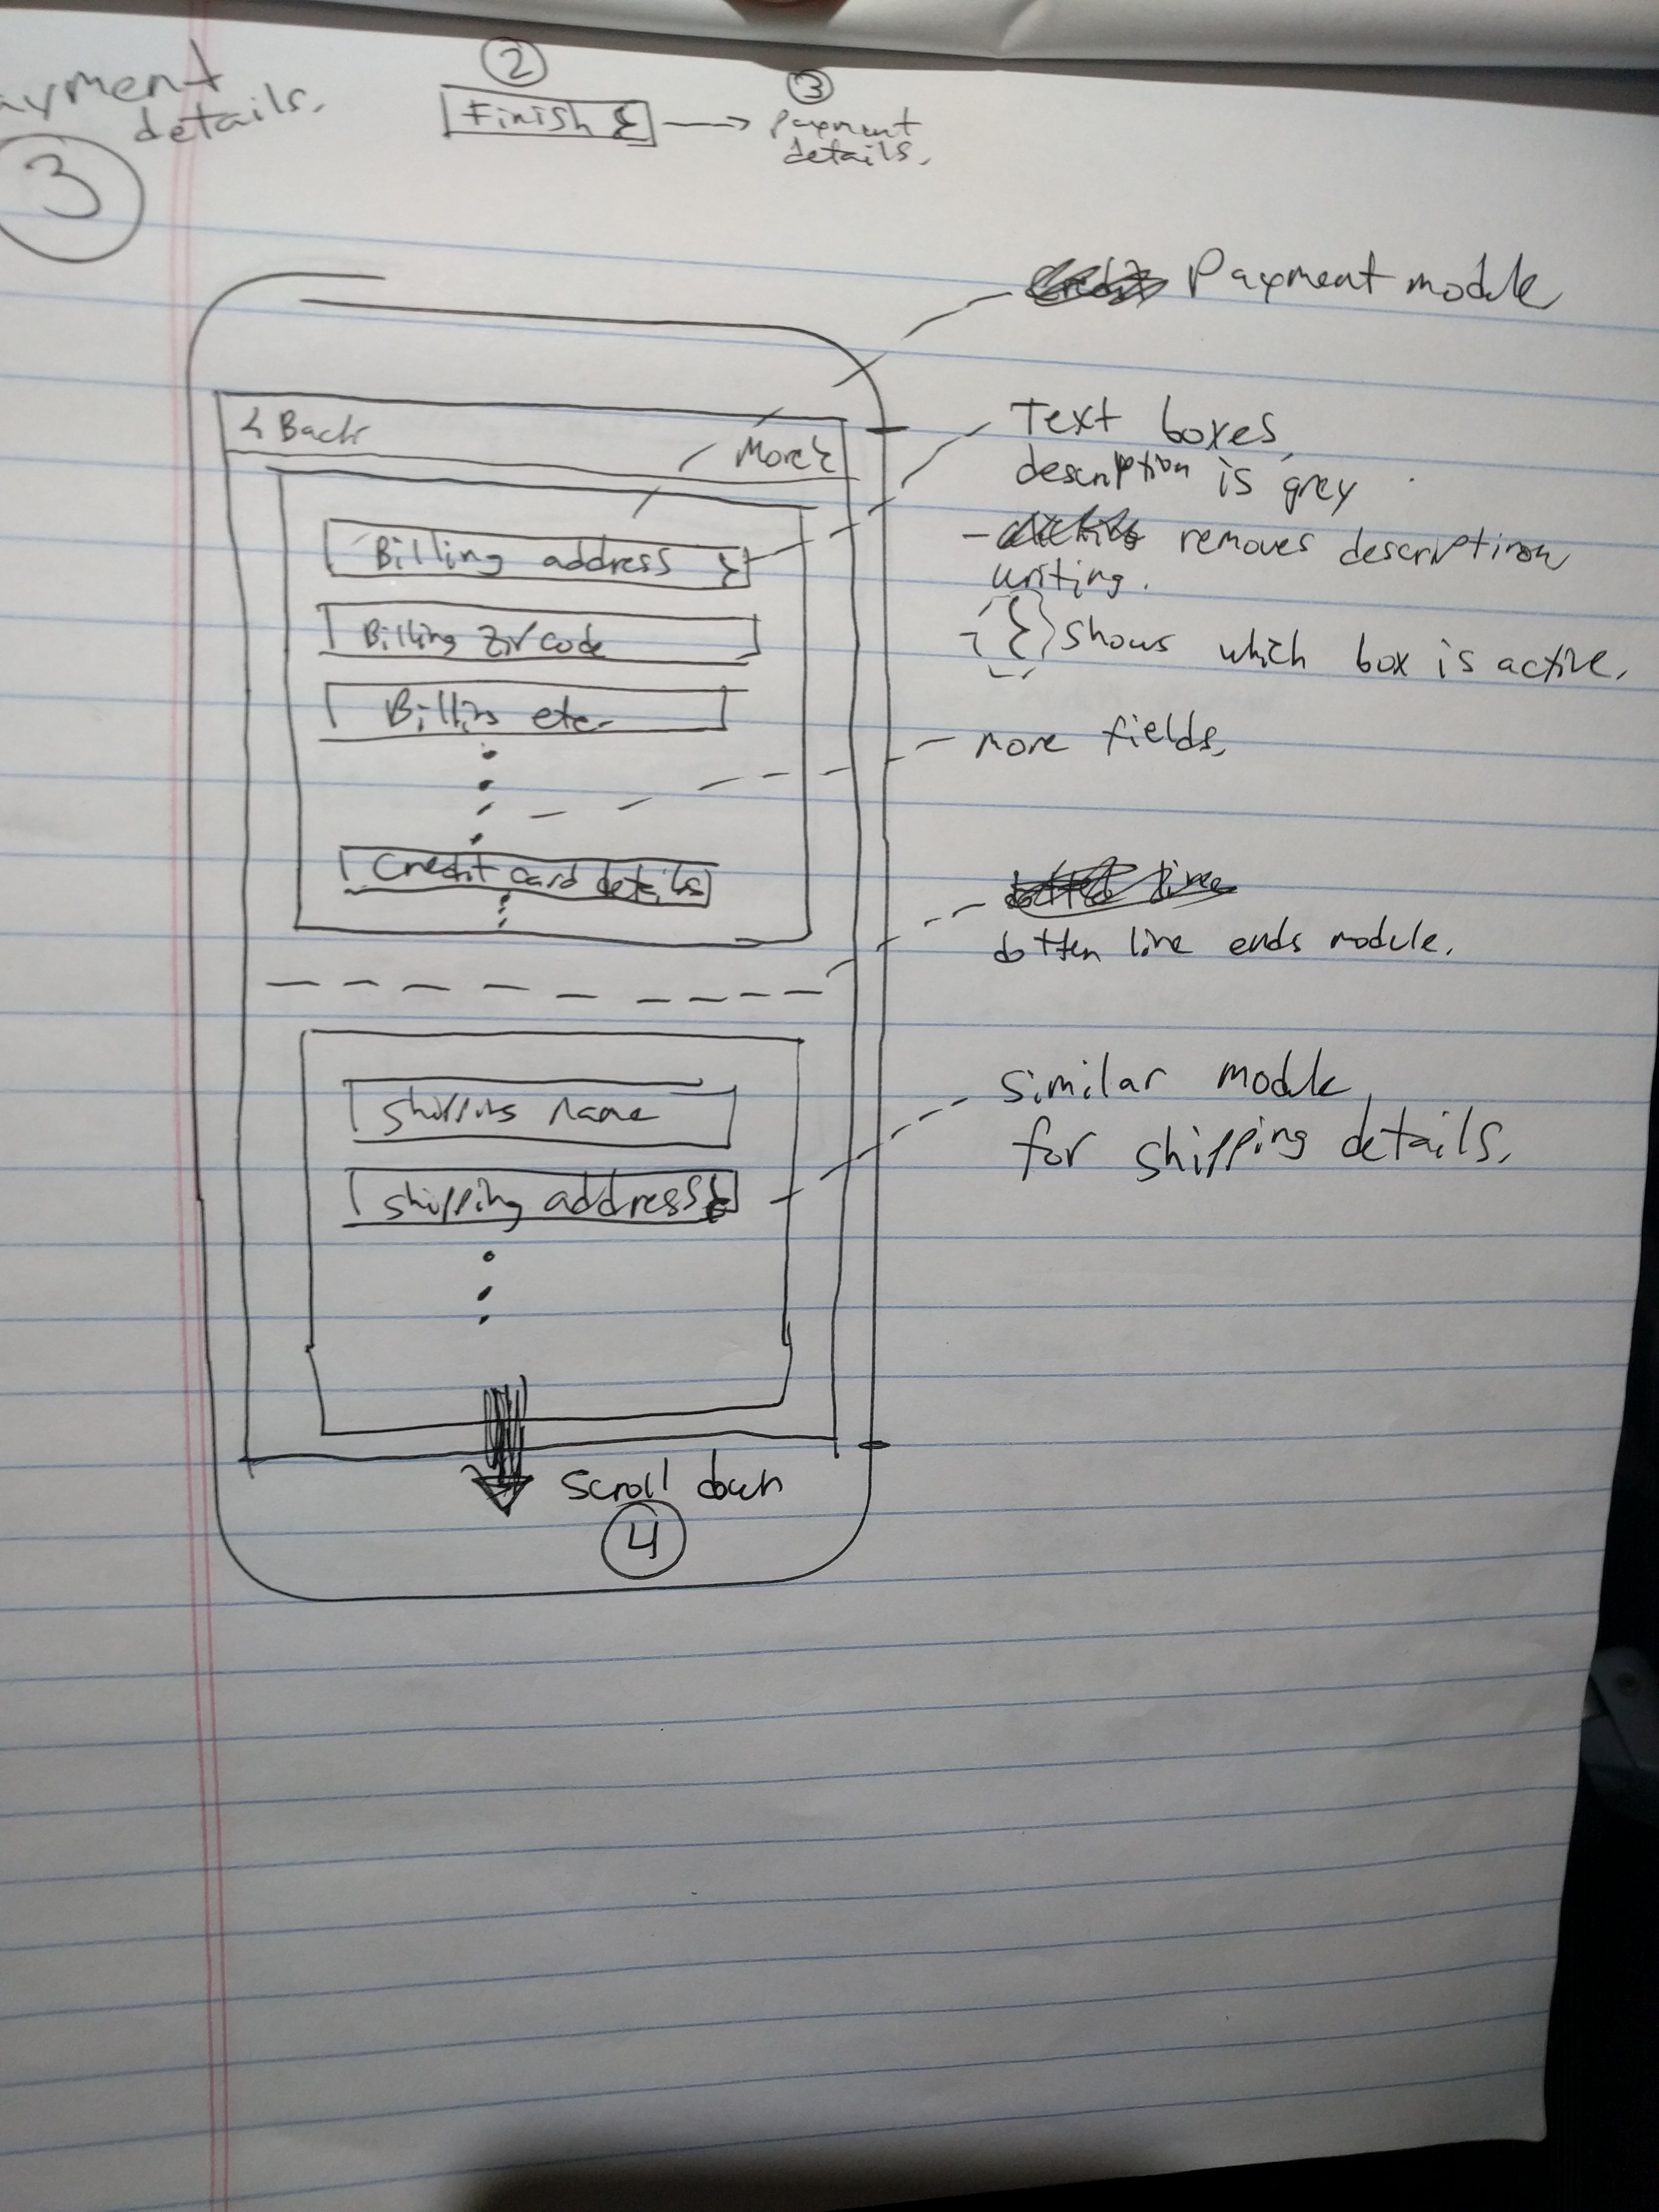 ayment
details.
3
2
Finish {
3
Payment
details.
Payment module
< Back
More {
Text boxes,
description is grey
Billing address }
- removes description
writing.
Billing Zip code
{ } shows which box is active.
Billing etc.
more fields.
Credit card details
dotted line
dotten line ends module.
Shipping name
Similar module
for shipping details.
Shipping address {
Scroll down
4